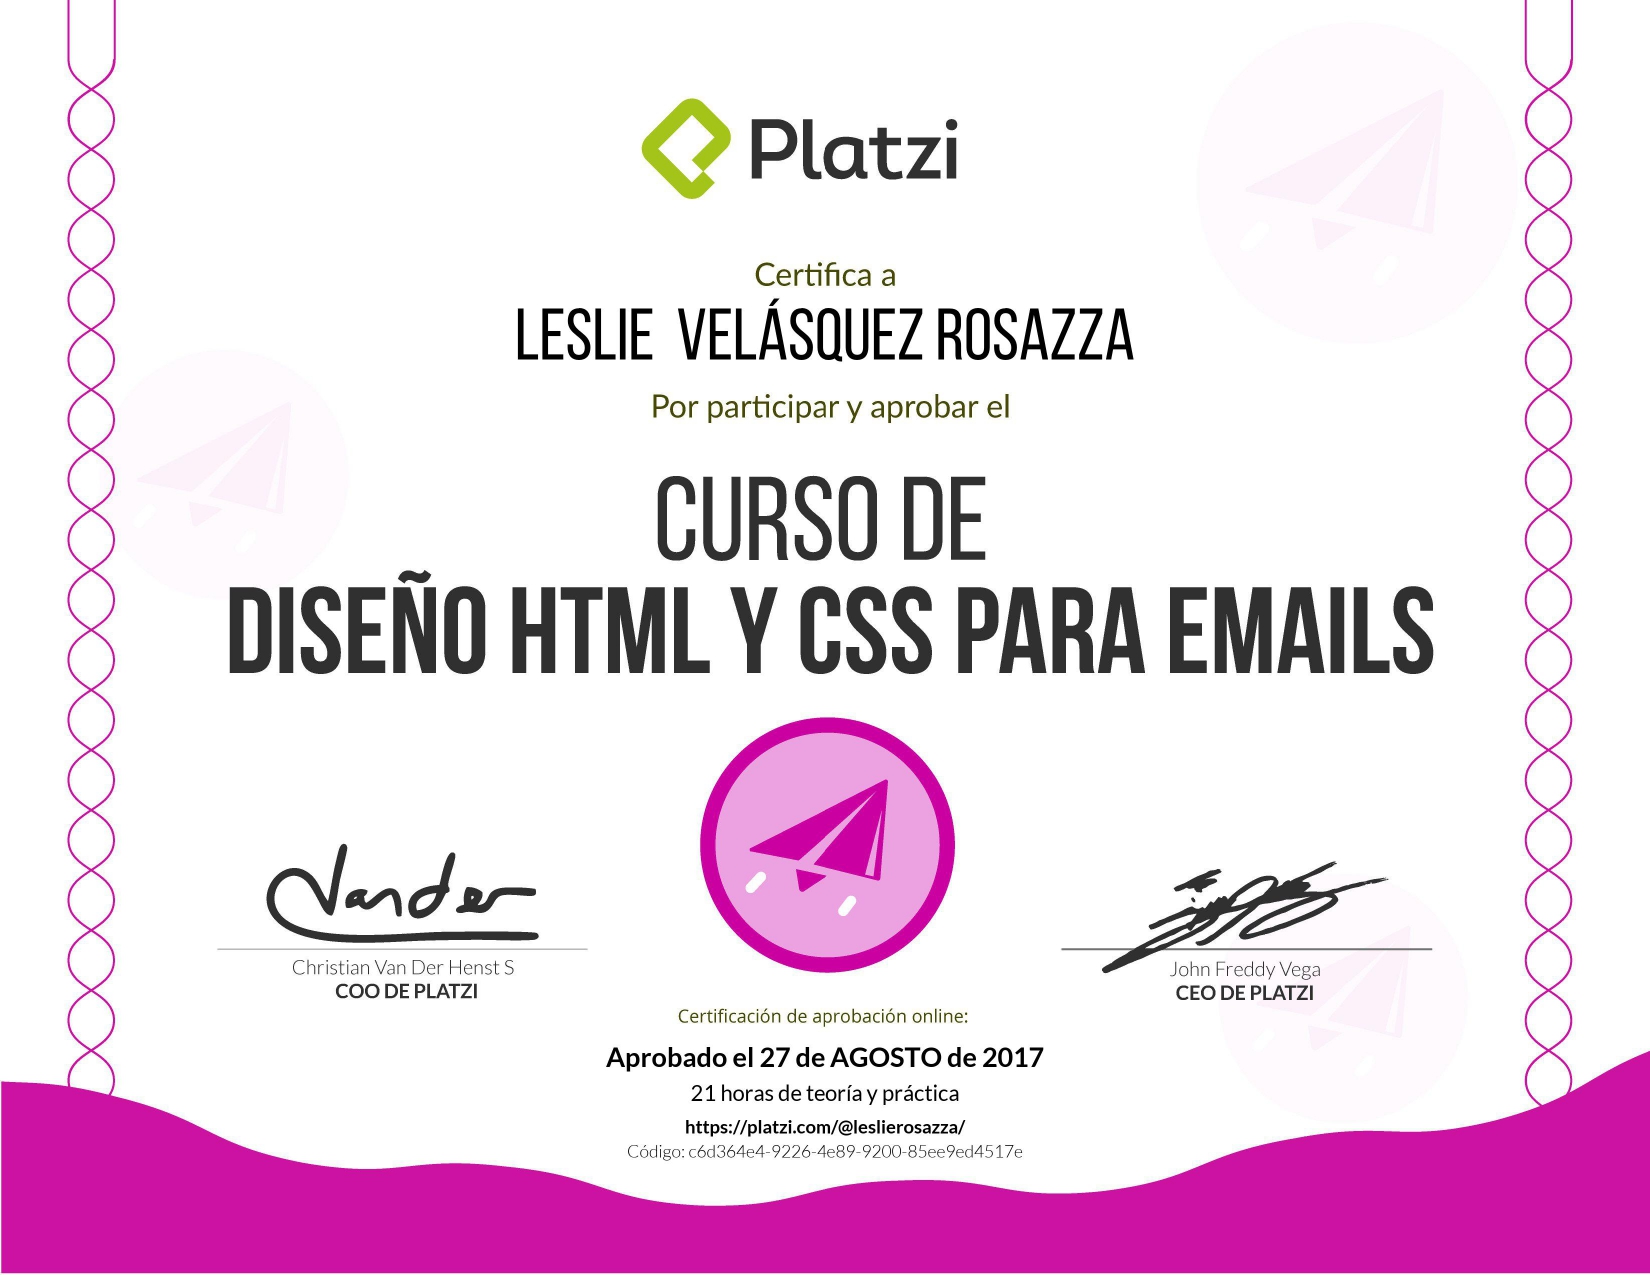 Platzi
Certifica a
LESLIE VELÁSQUEZ ROSAZZA
Por participar y aprobar el
CURSO DE
DISEÑO HTML Y CSS PARA EMAILS
Vander
Christian Van Der Henst S
COO DE PLATZI
John Freddy Vega
CEO DE PLATZI
Certificación de aprobación online:
Aprobado el 27 de AGOSTO de 2017
21 horas de teoría y práctica
https://platzi.com/@leslierosazza/
Código: c6d364e4-9226-4e89-9200-85ee9ed4517e